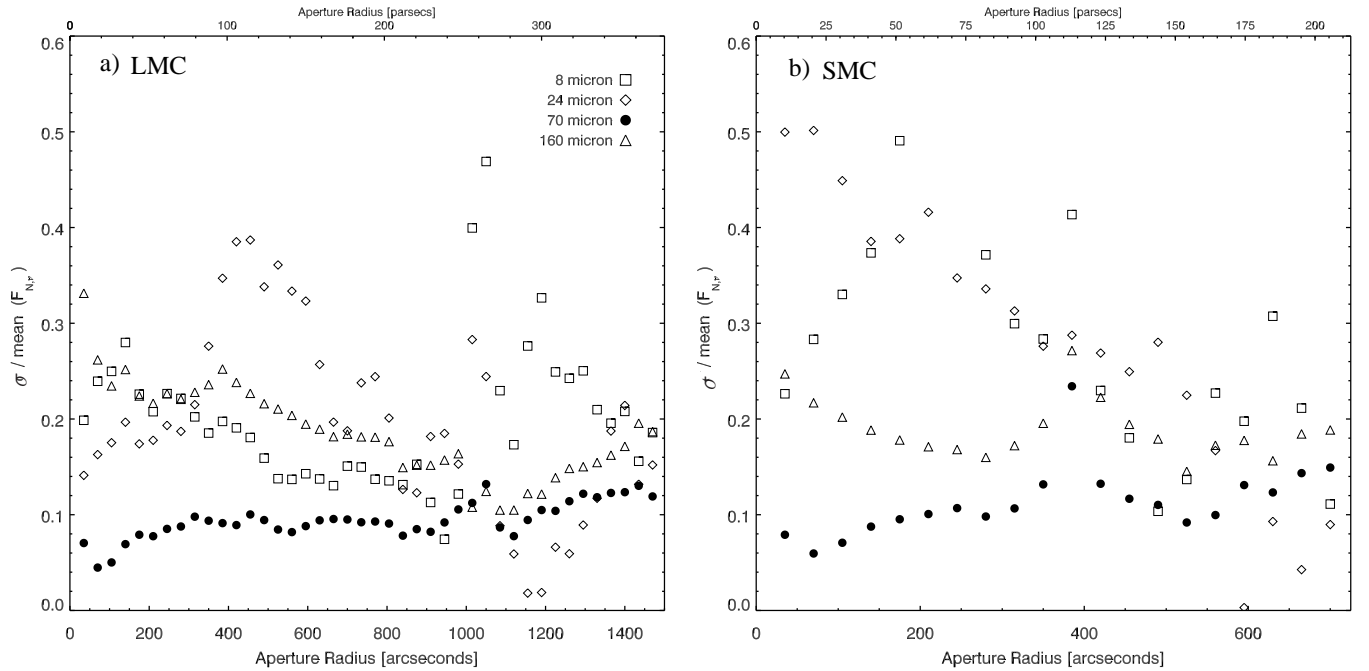 Aperture Radius [parsecs]
0 100 200 300
a) LMC
8 micron
24 micron
70 micron
160 micron
0.6
0.5
0.4
0.3
0.2
0.1
0.0
σ / mean (F_N,r)
0 200 400 600 800 1000 1200 1400
Aperture Radius [arcseconds]
Aperture Radius [parsecs]
0 25 50 75 100 125 150 175 200
b) SMC
0.6
0.5
0.4
0.3
0.2
0.1
0.0
σ / mean (F_N,r)
0 200 400 600
Aperture Radius [arcseconds]